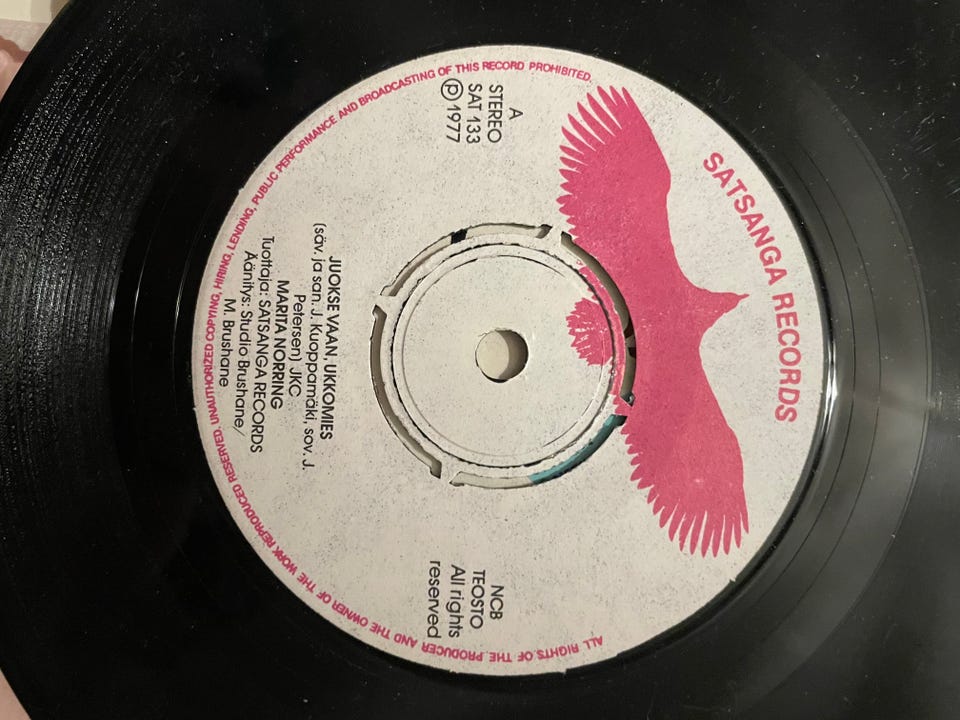 SATSANGA RECORDS
A
STEREO
SAT 133
Ⓟ 1977
NCB
TEOSTO
All rights
reserved
JUOKSE VAAN, UKKOMIES
(säv. ja san. J. Kuoppamäki, sov. J.
Petersen) JKC
MARITA NORRING
Tuottaja: SATSANGA RECORDS
Äänitys: Studio Brushane/
M. Brushane
ALL RIGHTS OF THE PRODUCER AND THE OWNER OF THE WORK REPRODUCED RESERVED. UNAUTHORIZED COPYING, HIRING, LENDING, PUBLIC PERFORMANCE AND BROADCASTING OF THIS RECORD PROHIBITED.